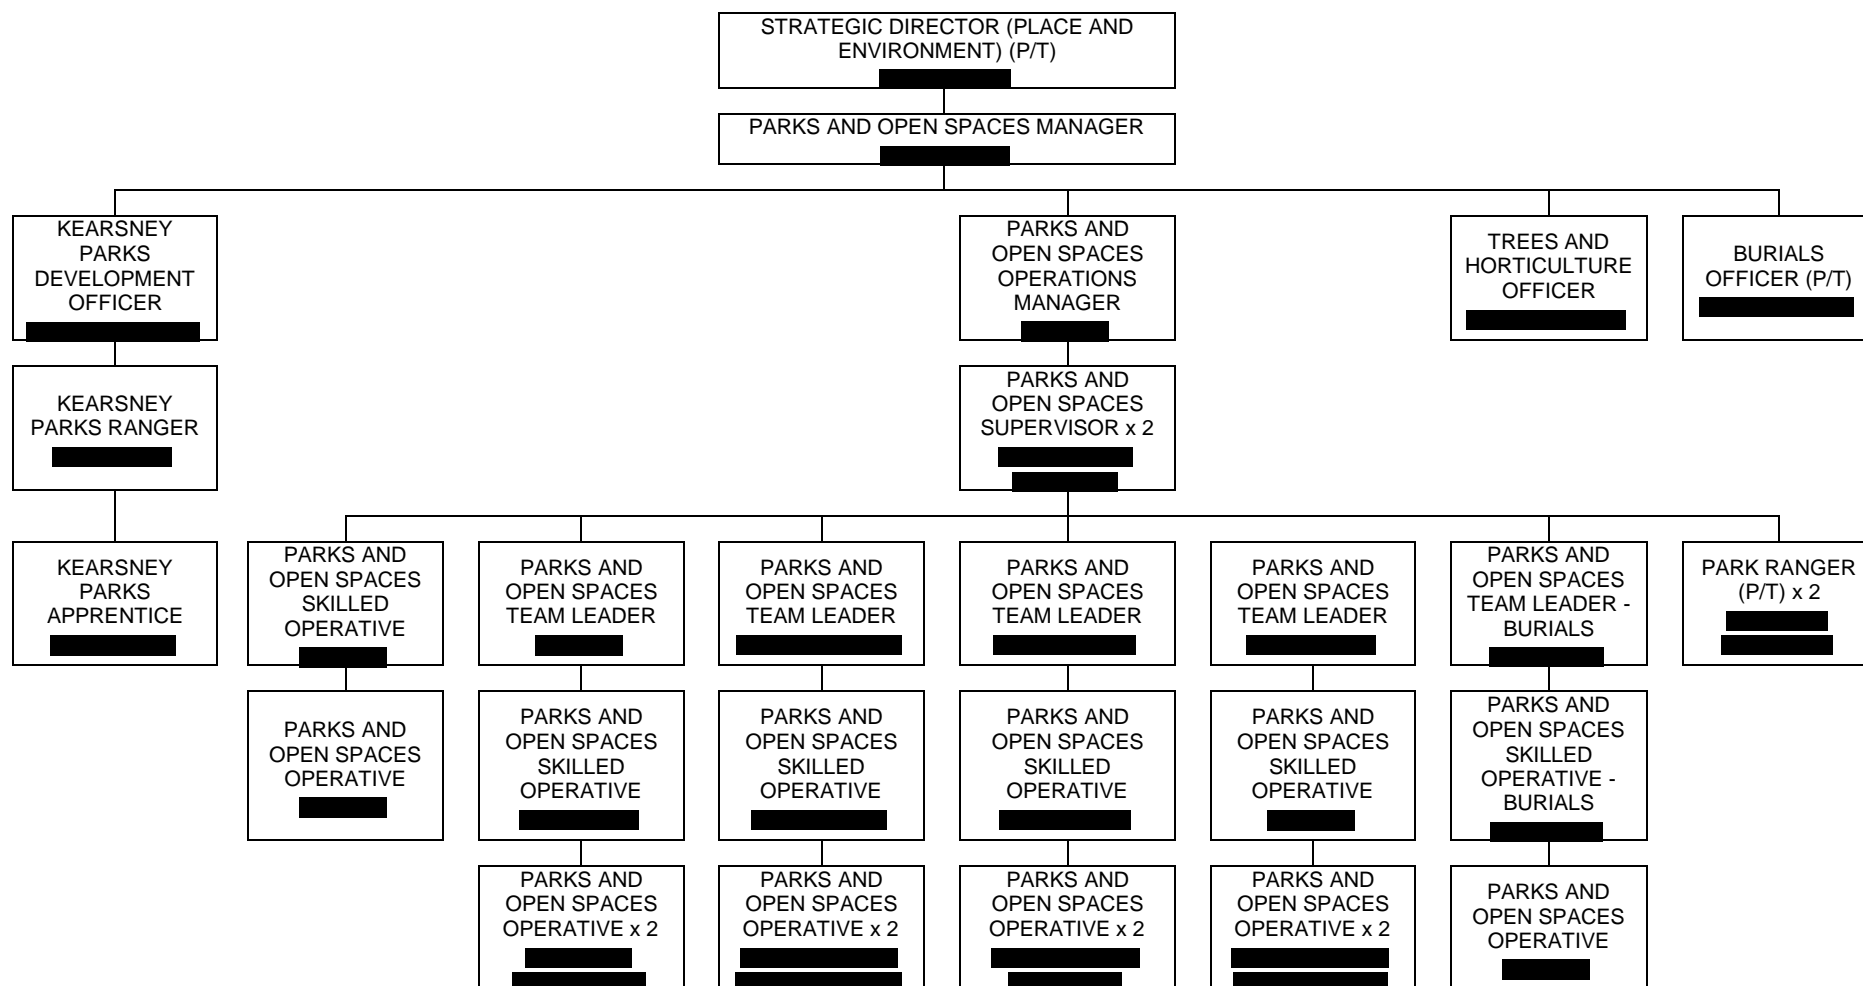 STRATEGIC DIRECTOR (PLACE AND
ENVIRONMENT) (P/T)
PARKS AND OPEN SPACES MANAGER
KEARSNEY
PARKS
DEVELOPMENT
OFFICER
PARKS AND
OPEN SPACES
OPERATIONS
MANAGER
TREES AND
HORTICULTURE
OFFICER
BURIALS
OFFICER (P/T)
KEARSNEY
PARKS RANGER
PARKS AND
OPEN SPACES
SUPERVISOR x 2
KEARSNEY
PARKS
APPRENTICE
PARKS AND
OPEN SPACES
SKILLED
OPERATIVE
PARKS AND
OPEN SPACES
TEAM LEADER
PARKS AND
OPEN SPACES
TEAM LEADER
PARKS AND
OPEN SPACES
TEAM LEADER
PARKS AND
OPEN SPACES
TEAM LEADER
PARKS AND
OPEN SPACES
TEAM LEADER -
BURIALS
PARK RANGER
(P/T) x 2
PARKS AND
OPEN SPACES
OPERATIVE
PARKS AND
OPEN SPACES
SKILLED
OPERATIVE
PARKS AND
OPEN SPACES
SKILLED
OPERATIVE
PARKS AND
OPEN SPACES
SKILLED
OPERATIVE
PARKS AND
OPEN SPACES
SKILLED
OPERATIVE
PARKS AND
OPEN SPACES
SKILLED
OPERATIVE -
BURIALS
PARKS AND
OPEN SPACES
OPERATIVE x 2
PARKS AND
OPEN SPACES
OPERATIVE x 2
PARKS AND
OPEN SPACES
OPERATIVE x 2
PARKS AND
OPEN SPACES
OPERATIVE x 2
PARKS AND
OPEN SPACES
OPERATIVE